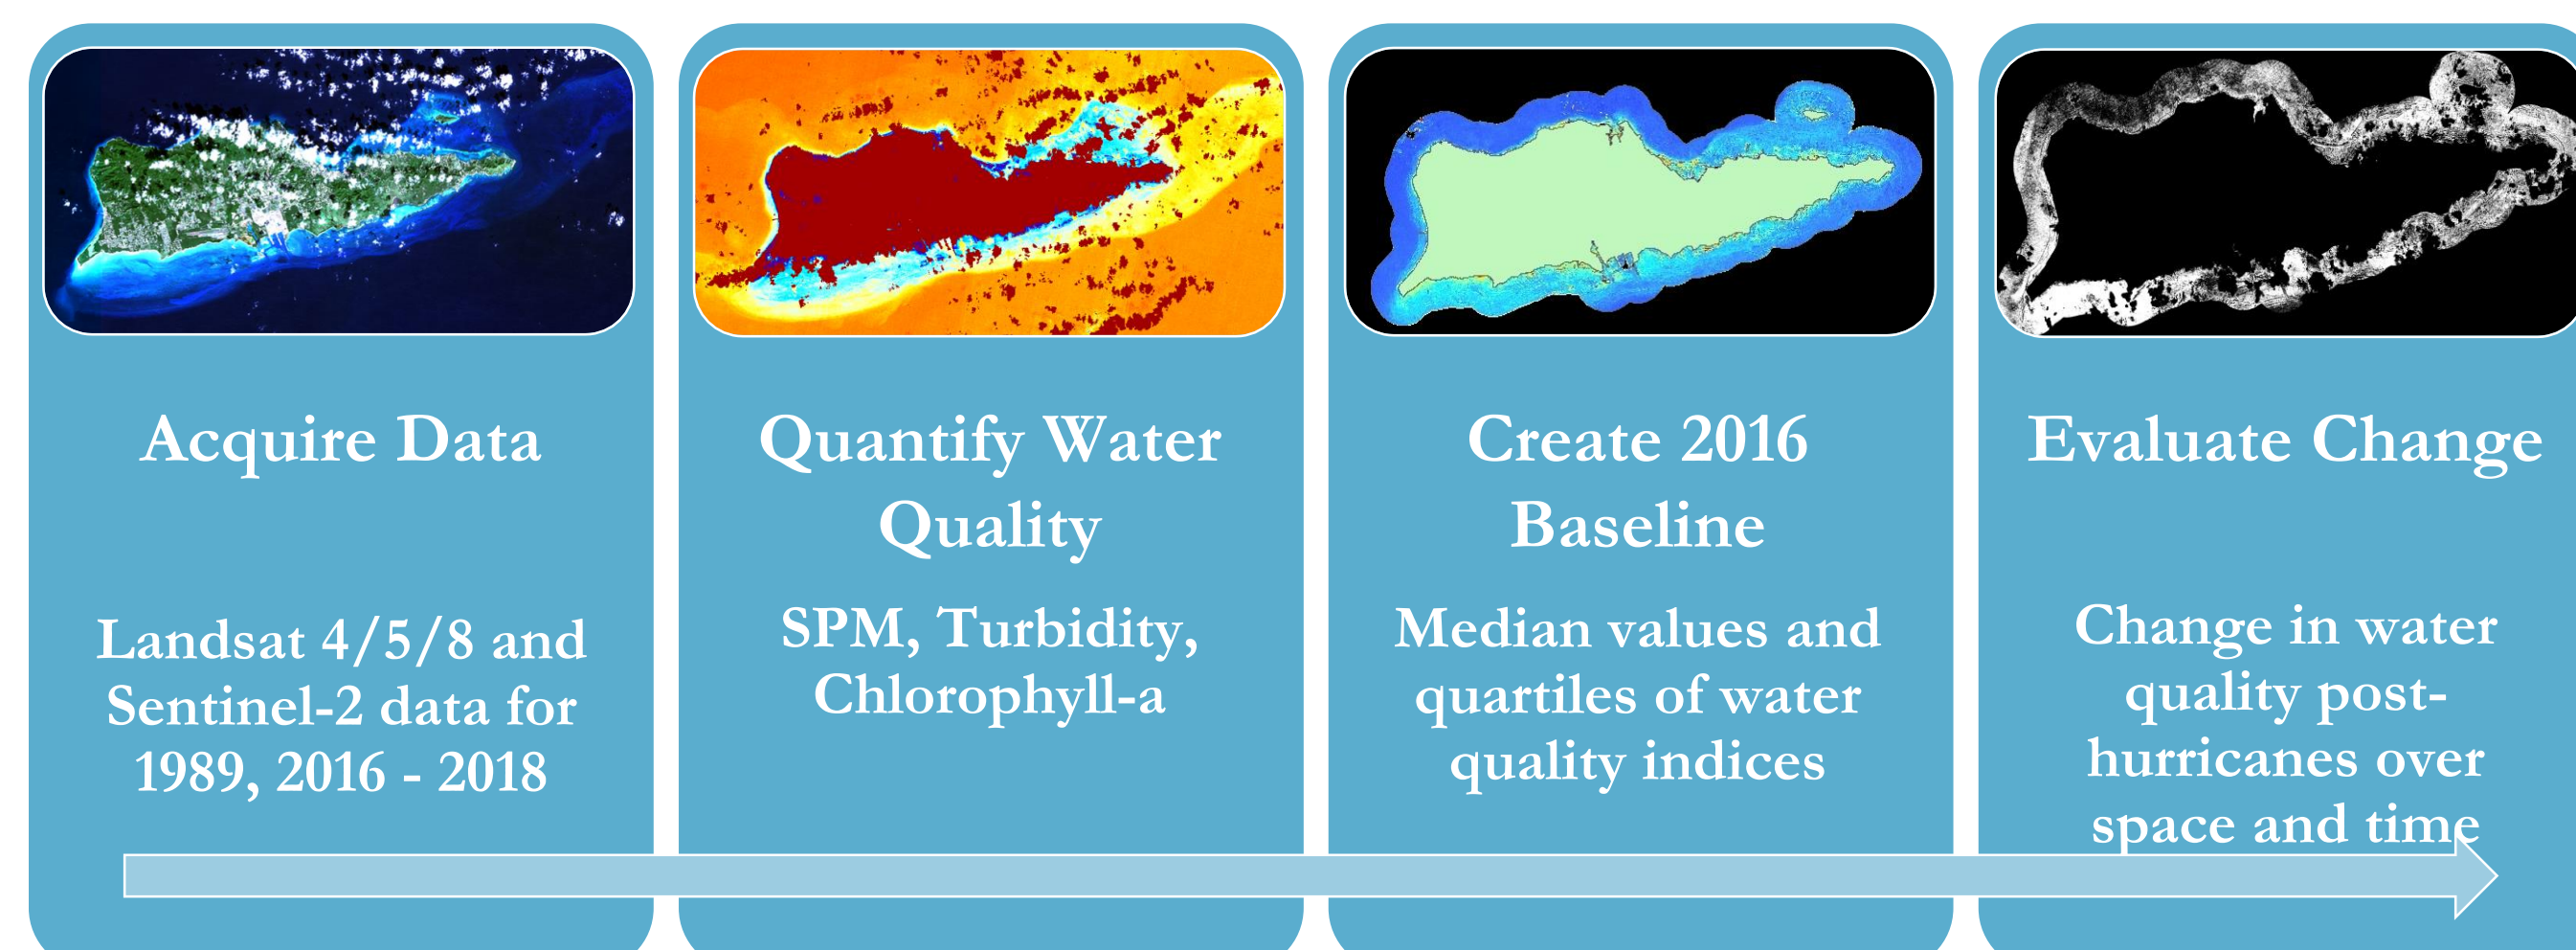 Acquire Data
Landsat 4/5/8 and
Sentinel-2 data for
1989, 2016 - 2018
Quantify Water
Quality
SPM, Turbidity,
Chlorophyll-a
Create 2016
Baseline
Median values and
quartiles of water
quality indices
Evaluate Change
Change in water
quality post-
hurricanes over
space and time